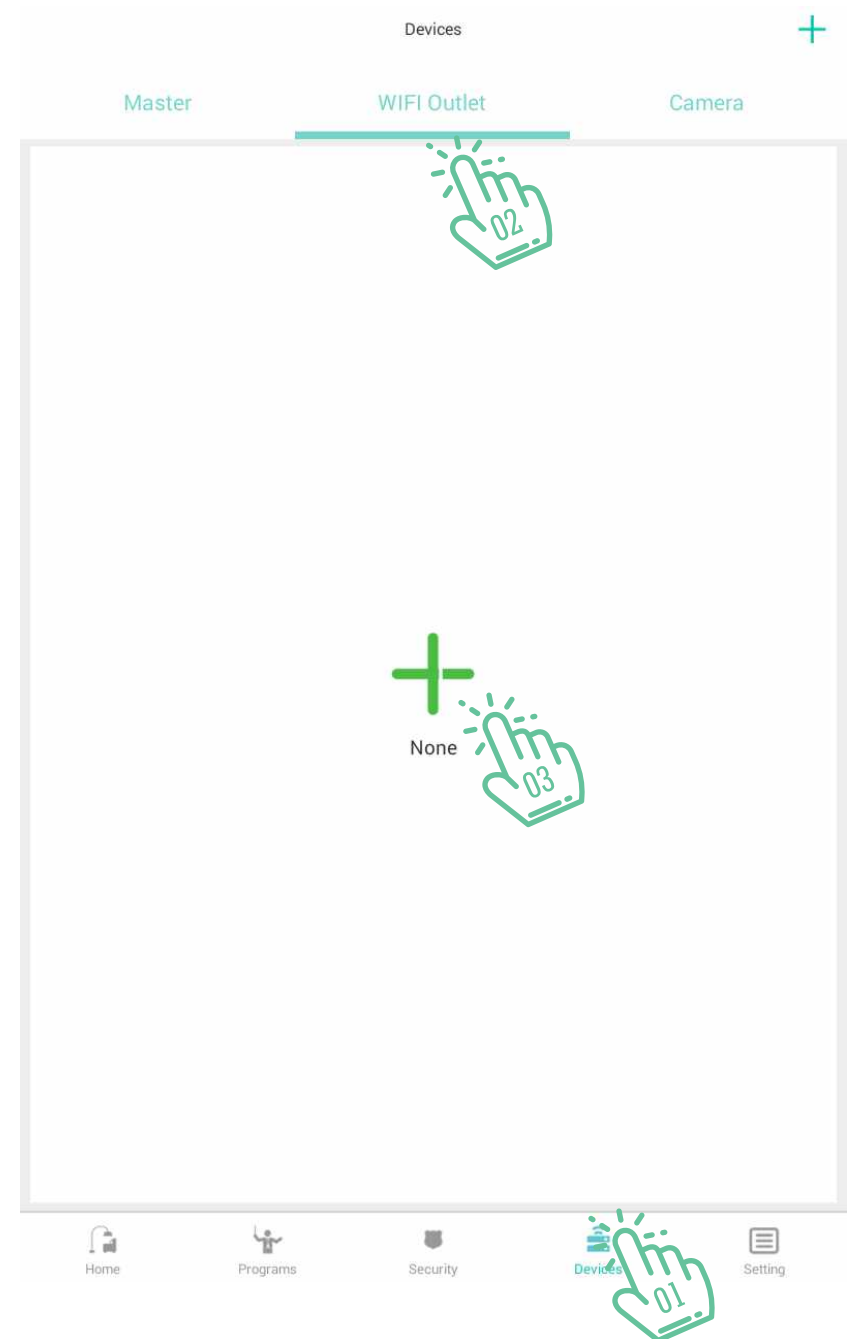 Devices
Master WIFI Outlet Camera
02
None
03
Home Programs Security Devices Setting
01